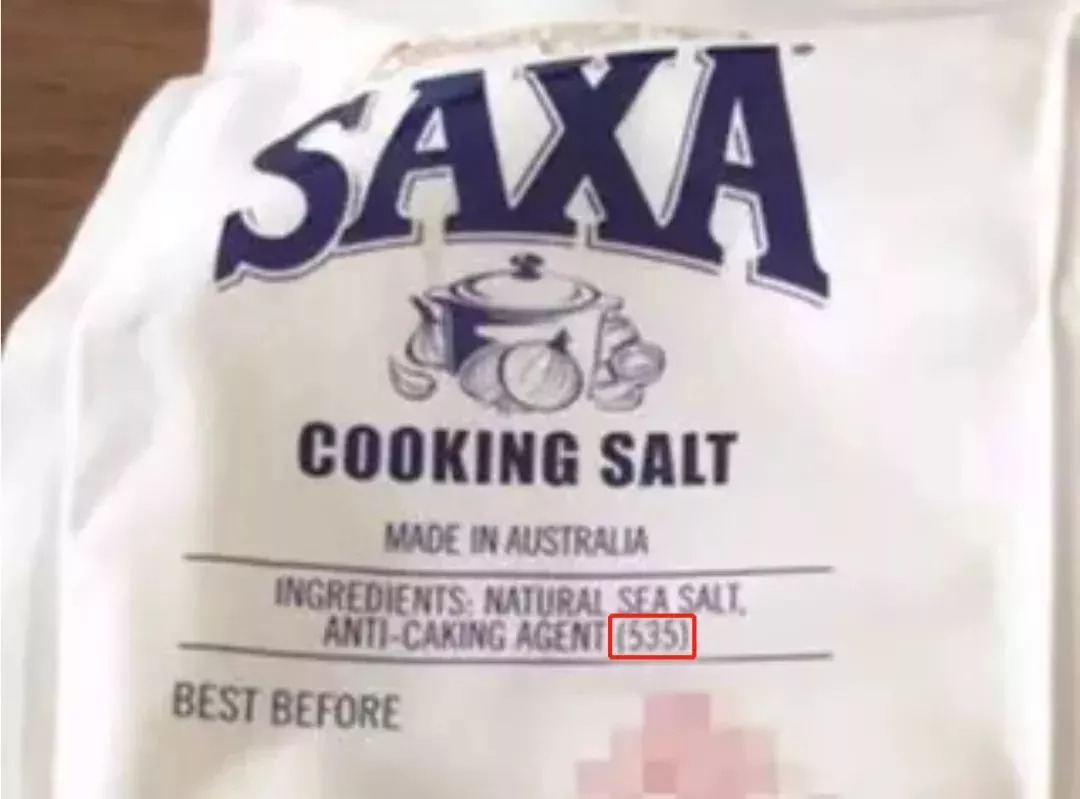 SAXA
COOKING SALT
MADE IN AUSTRALIA
INGREDIENTS: NATURAL SEA SALT,
ANTI-CAKING AGENT (535)
BEST BEFORE